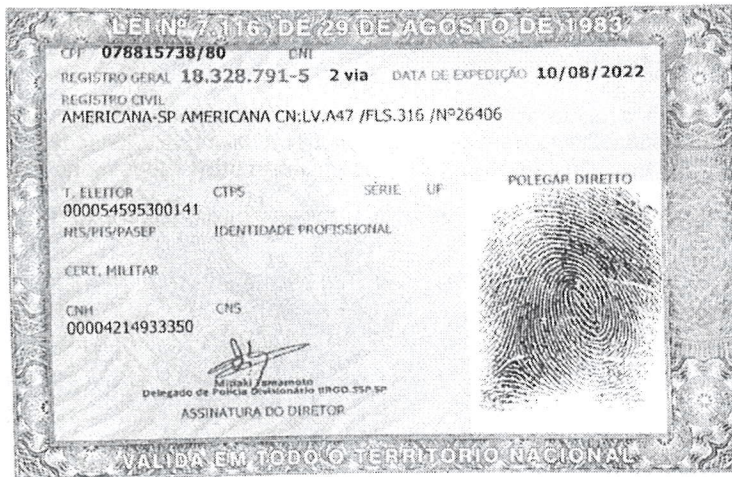 LEI Nº 7.116, DE 29 DE AGOSTO DE 1983
CPF 078815738/80 DNI
REGISTRO GERAL 18.328.791-5 2 via DATA DE EXPEDIÇÃO 10/08/2022
REGISTRO CIVIL
AMERICANA-SP AMERICANA CN:LV.A47 /FLS.316 /Nº26406
T. ELEITOR CTPS SÉRIE UF POLEGAR DIREITO
000054595300141
NIS/PIS/PASEP IDENTIDADE PROFISSIONAL
CERT. MILITAR
CNH CNS
00004214933350
Mitiaki Yamamoto
Delegado de Polícia Divisionário IIRGD.SSP.SP
ASSINATURA DO DIRETOR
VÁLIDA EM TODO O TERRITÓRIO NACIONAL